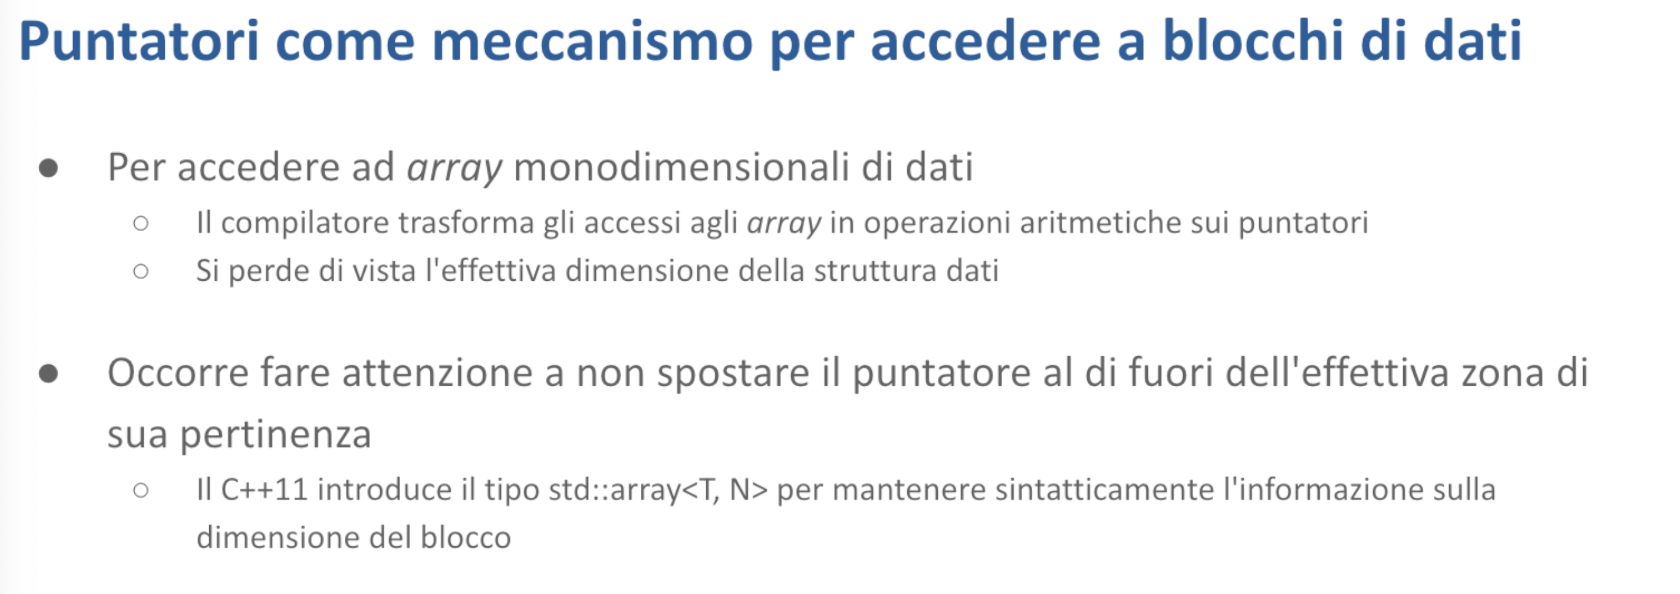 Puntatori come meccanismo per accedere a blocchi di dati
● Per accedere ad array monodimensionali di dati
○ Il compilatore trasforma gli accessi agli array in operazioni aritmetiche sui puntatori
○ Si perde di vista l'effettiva dimensione della struttura dati
● Occorre fare attenzione a non spostare il puntatore al di fuori dell'effettiva zona di
sua pertinenza
○ Il C++11 introduce il tipo std::array<T, N> per mantenere sintatticamente l'informazione sulla
dimensione del blocco